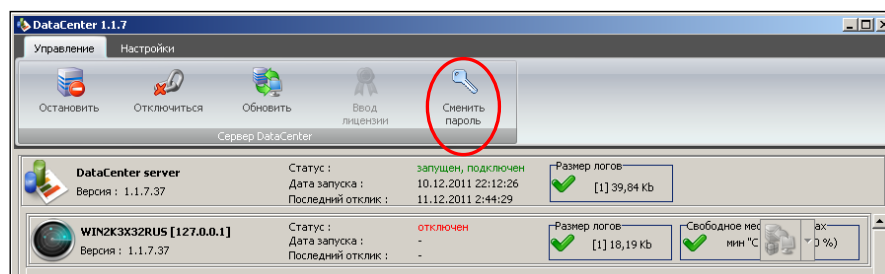 DataCenter 1.1.7
Управление Настройки
Остановить Отключиться Обновить Ввод лицензии Сменить пароль
Сервер DataCenter
DataCenter server Статус : запущен, подключен Размер логов
Версия : 1.1.7.37 Дата запуска : 10.12.2011 22:12:26 [1] 39,84 Kb
Последний отклик : 11.12.2011 2:44:29
WIN2K3X32RUS [127.0.0.1] Статус : отключен Размер логов Свободное
Версия : 1.1.7.37 Дата запуска : - [1] 18,19 Kb мин "C %)
Последний отклик : -